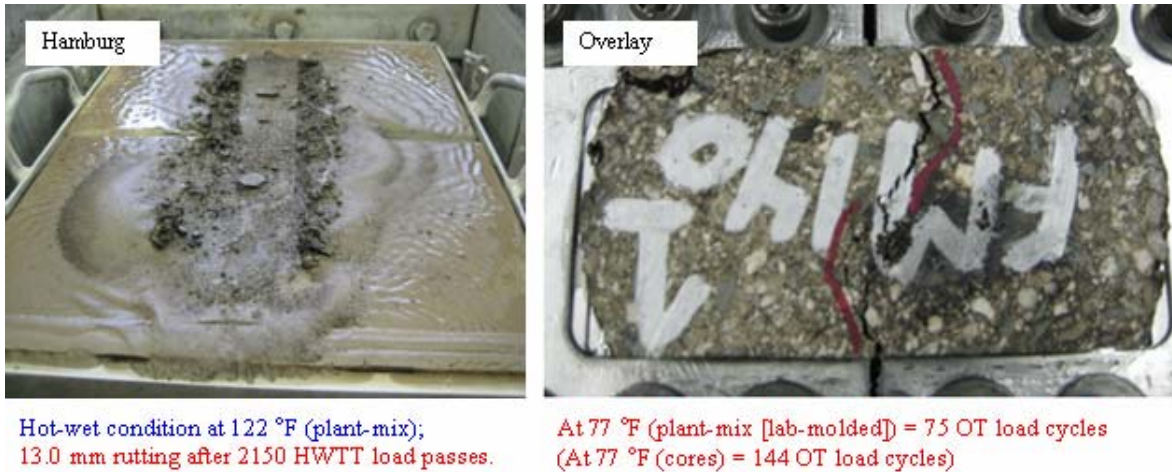 Hamburg
Overlay
Hot-wet condition at 122 °F (plant-mix);
13.0 mm rutting after 2150 HWTT load passes.
At 77 °F (plant-mix [lab-molded]) = 75 OT load cycles
(At 77 °F (cores) = 144 OT load cycles)